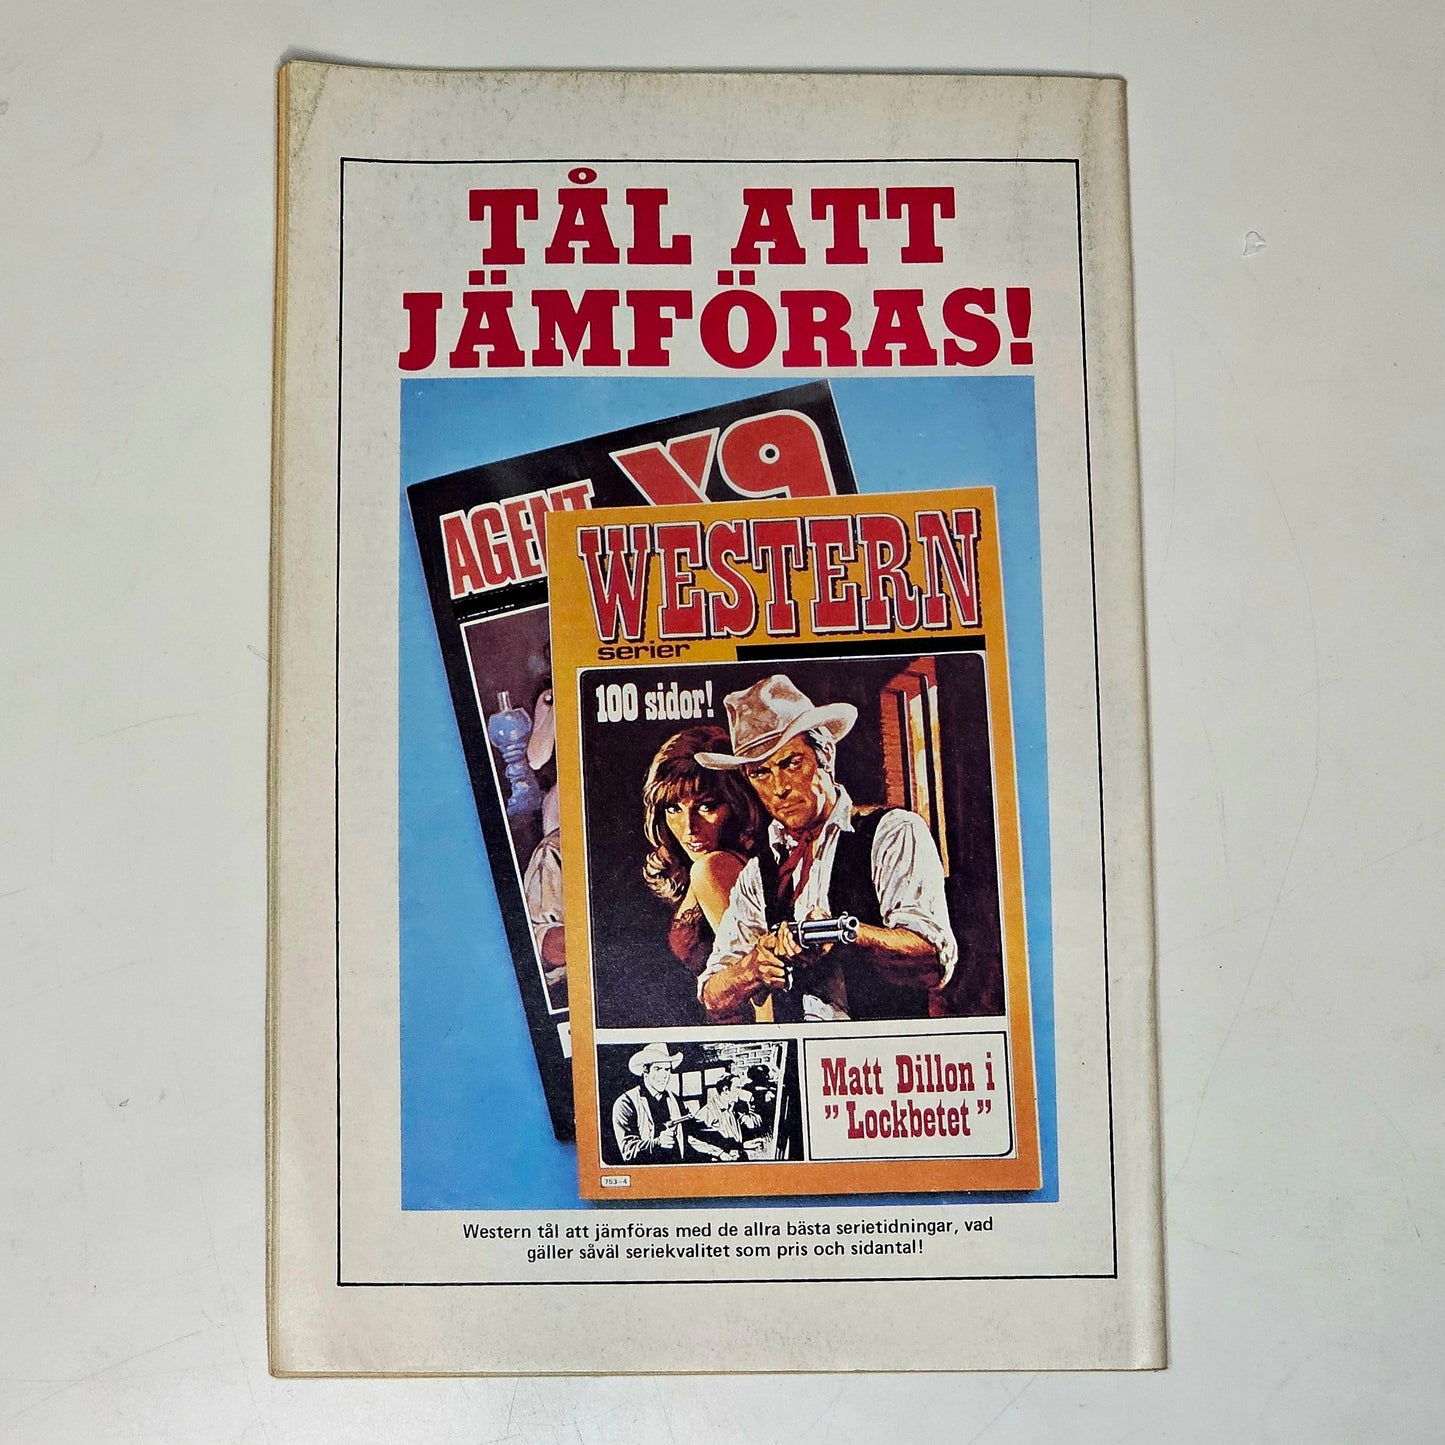 TÅL ATT
JÄMFÖRAS!
AGENT X9
WESTERN
serier
100 sidor!
Matt Dillon i
"Lockbetet"
753-4
Western tål att jämföras med de allra bästa serietidningar, vad
gäller såväl seriekvalitet som pris och sidantal!